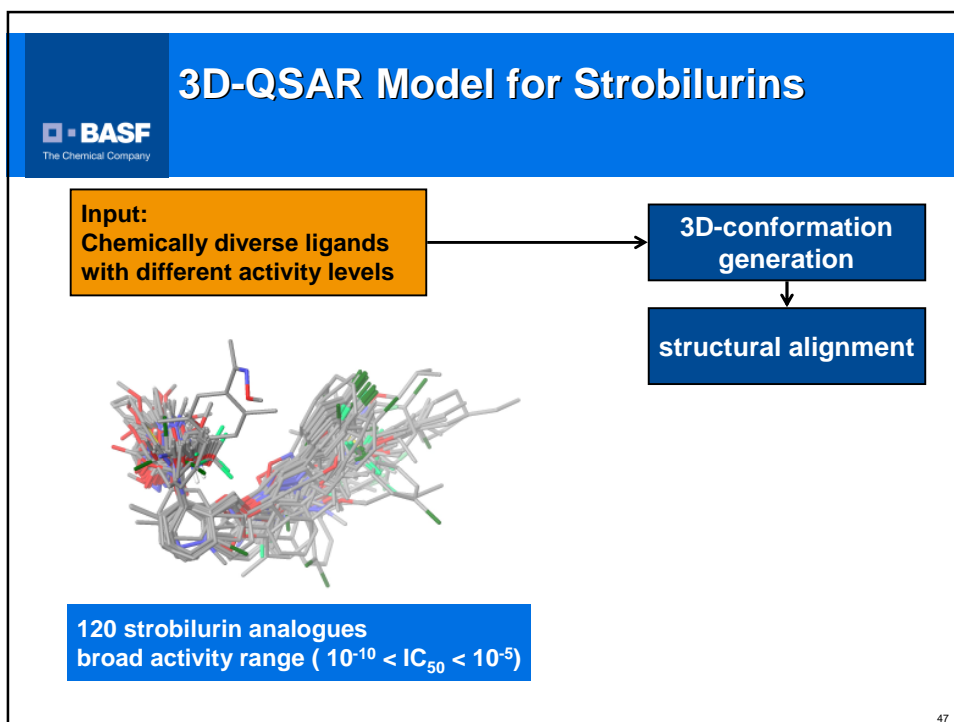 3D-QSAR Model for Strobilurins
BASF
The Chemical Company
Input:
Chemically diverse ligands
with different activity levels
3D-conformation
generation
structural alignment
120 strobilurin analogues
broad activity range ( 10⁻¹⁰ < IC₅₀ < 10⁻⁵)
47